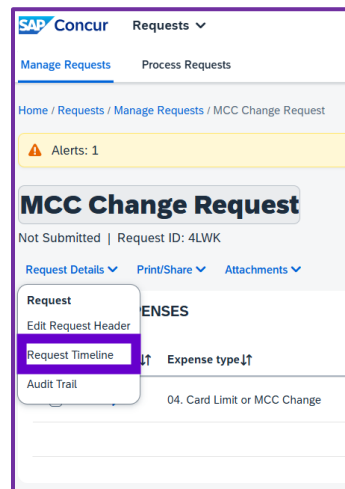 SAP Concur Requests
Manage Requests Process Requests
Home / Requests / Manage Requests / MCC Change Request
Alerts: 1
MCC Change Request
Not Submitted | Request ID: 4LWK
Request Details Print/Share Attachments
Request
ENSES
Edit Request Header
Request Timeline
Expense type
Audit Trail
04. Card Limit or MCC Change